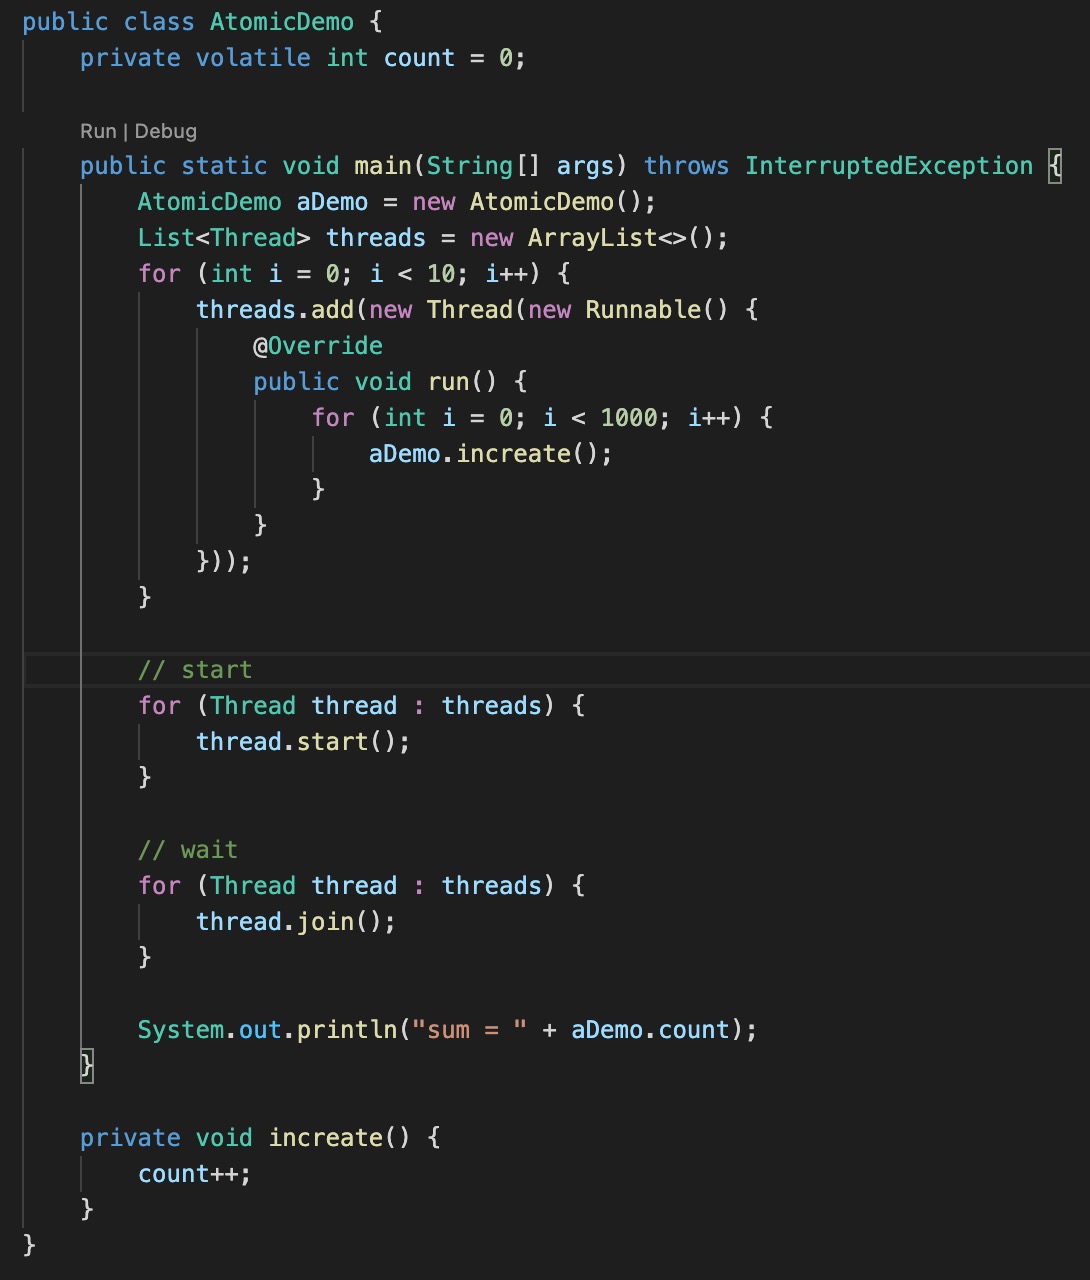 public class AtomicDemo {
    private volatile int count = 0;

    Run | Debug
    public static void main(String[] args) throws InterruptedException {
        AtomicDemo aDemo = new AtomicDemo();
        List<Thread> threads = new ArrayList<>();
        for (int i = 0; i < 10; i++) {
            threads.add(new Thread(new Runnable() {
                @Override
                public void run() {
                    for (int i = 0; i < 1000; i++) {
                        aDemo.increate();
                    }
                }
            }));
        }

        // start
        for (Thread thread : threads) {
            thread.start();
        }

        // wait
        for (Thread thread : threads) {
            thread.join();
        }

        System.out.println("sum = " + aDemo.count);
    }

    private void increate() {
        count++;
    }
}